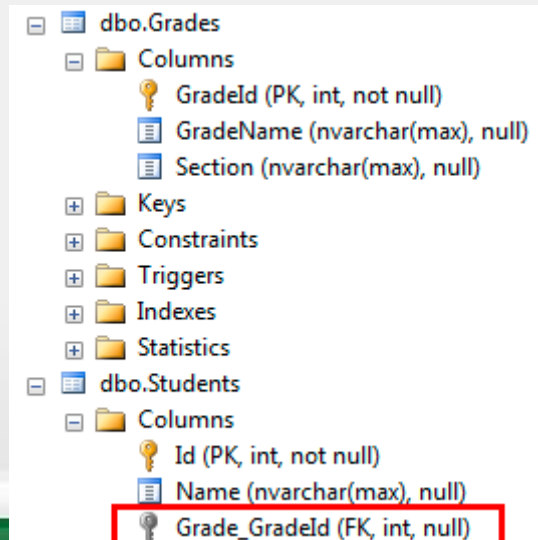 dbo.Grades
Columns
GradeId (PK, int, not null)
GradeName (nvarchar(max), null)
Section (nvarchar(max), null)
Keys
Constraints
Triggers
Indexes
Statistics
dbo.Students
Columns
Id (PK, int, not null)
Name (nvarchar(max), null)
Grade_GradeId (FK, int, null)